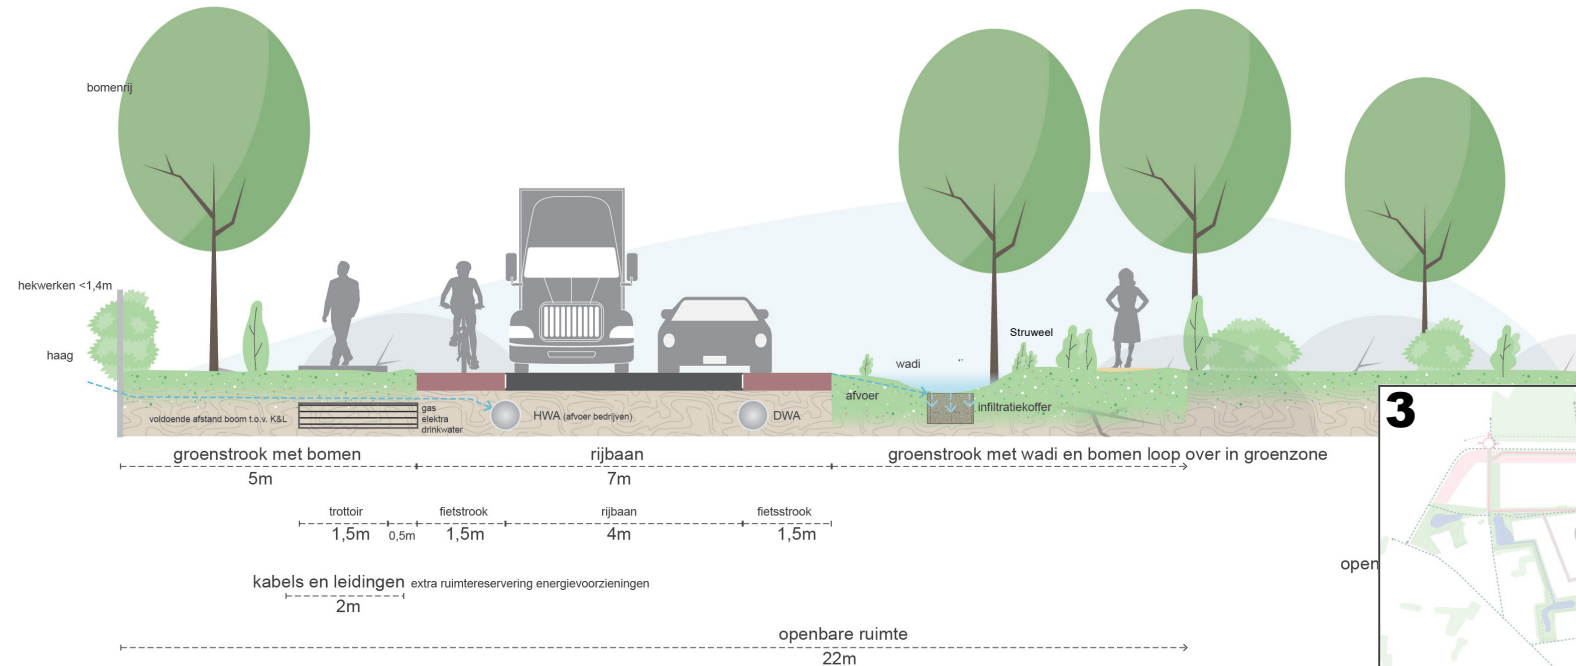 bomenrij
hekwerken <1,4m
haag
Struweel
wadi
afvoer
infiltratiekoffer
voldoende afstand boom t.o.v. K&L
gas
elektra
drinkwater
HWA (afvoer bedrijven)
DWA
groenstrook met bomen
5m
rijbaan
7m
groenstrook met wadi en bomen loop over in groenzone
trottoir
1,5m
0,5m
fietstrook
1,5m
rijbaan
4m
fietsstrook
1,5m
kabels en leidingen extra ruimtereservering energievoorzieningen
2m
openbare ruimte
22m
open
3